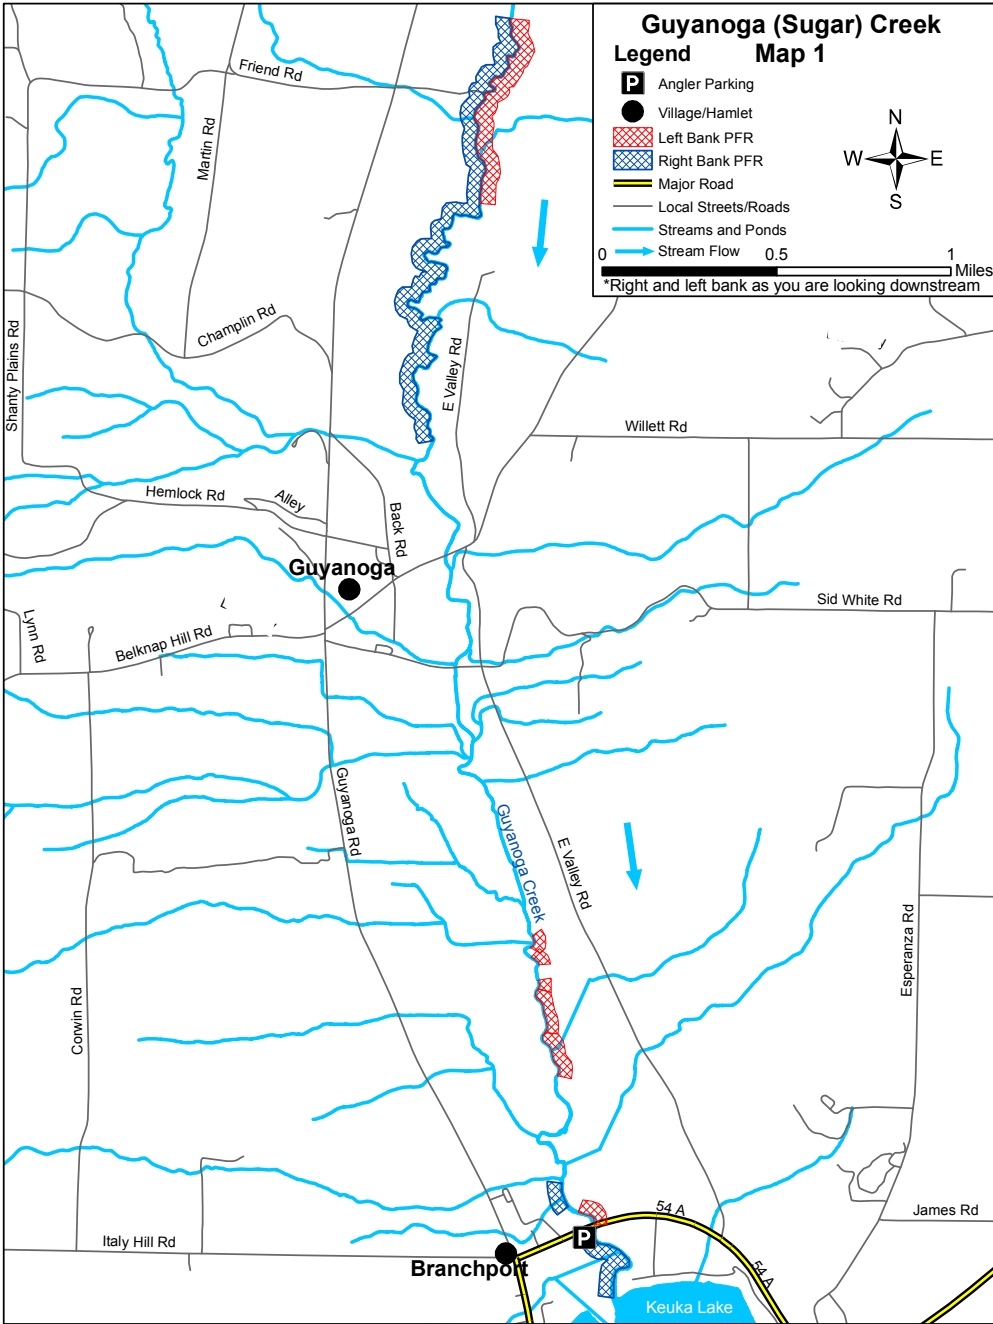 Guyanoga (Sugar) Creek
Map 1
Legend
P Angler Parking
Village/Hamlet
Left Bank PFR
Right Bank PFR
Major Road
Local Streets/Roads
Streams and Ponds
Stream Flow
N
W E
S
0 0.5 1
Miles
*Right and left bank as you are looking downstream
Friend Rd
Martin Rd
Champlin Rd
Shanty Plains Rd
E Valley Rd
Willett Rd
Hemlock Rd
Alley
Back Rd
Guyanoga
Sid White Rd
Lynn Rd
Belknap Hill Rd
Guyanoga Rd
Guyanoga Creek
E Valley Rd
Esperanza Rd
Corwin Rd
54 A
James Rd
P
Italy Hill Rd
Branchport
54 A
Keuka Lake